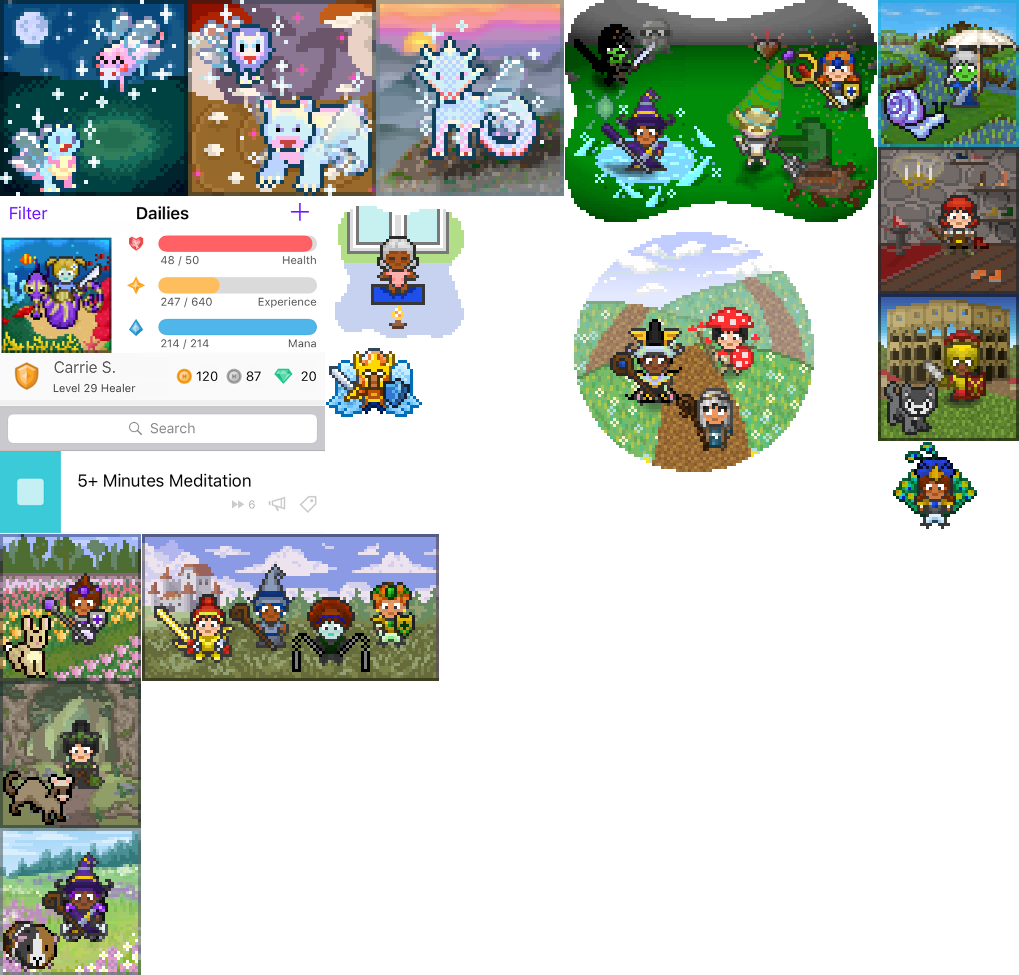 Filter Dailies +
48 / 50 Health
247 / 640 Experience
214 / 214 Mana
Carrie S.
Level 29 Healer
120 87 20
Search
5+ Minutes Meditation
6